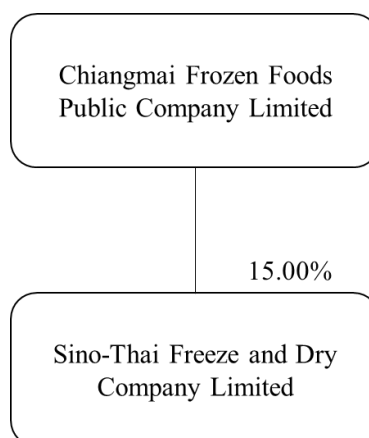 Chiangmai Frozen Foods
Public Company Limited
15.00%
Sino-Thai Freeze and Dry
Company Limited